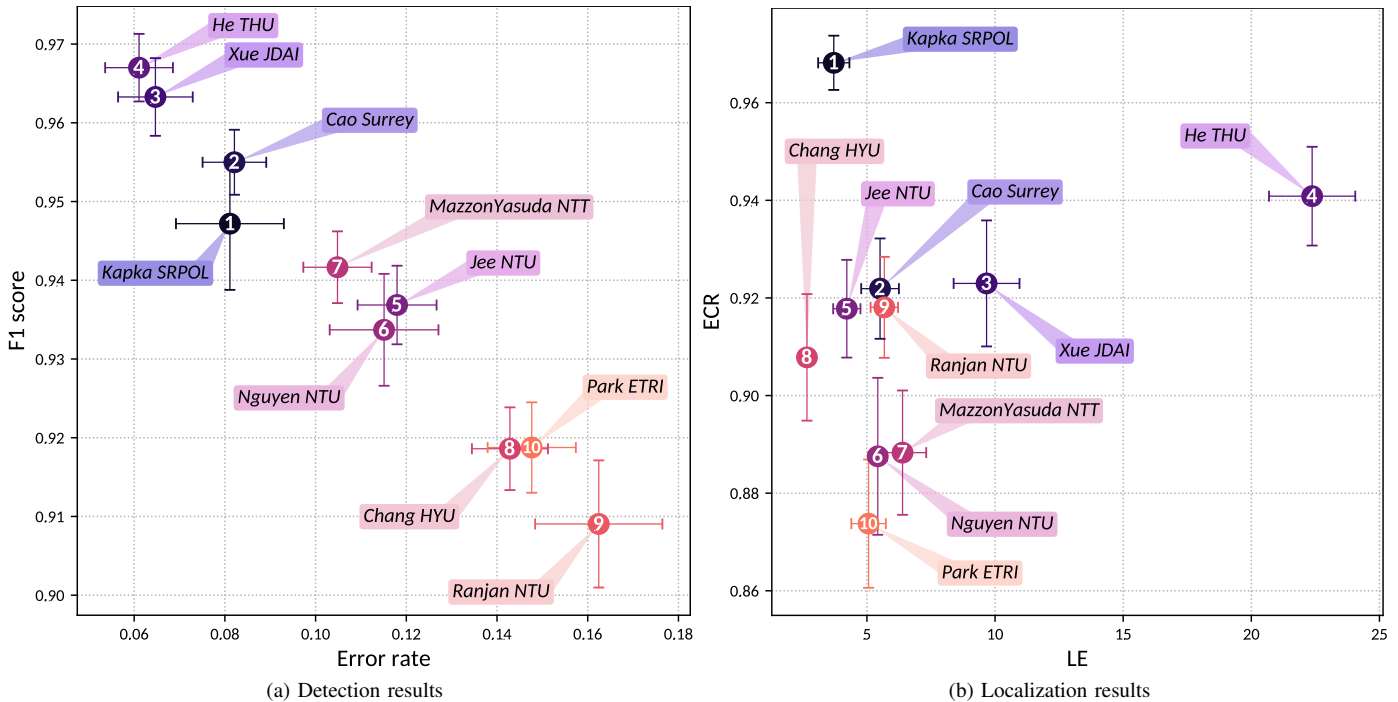 He THU
Xue JDAI
Cao Surrey
MazzonYasuda NTT
Kapka SRPOL
Jee NTU
Nguyen NTU
Park ETRI
Chang HYU
Ranjan NTU
4
3
2
1
7
5
6
8
10
9
0.97
0.96
0.95
0.94
0.93
0.92
0.91
0.90
F1 score
0.06
0.08
0.10
0.12
0.14
0.16
0.18
Error rate
(a) Detection results
Kapka SRPOL
He THU
Chang HYU
Jee NTU
Cao Surrey
Xue JDAI
Ranjan NTU
MazzonYasuda NTT
Nguyen NTU
Park ETRI
1
4
2
3
5
9
8
6
7
10
0.96
0.94
0.92
0.90
0.88
0.86
ECR
5
10
15
20
25
LE
(b) Localization results